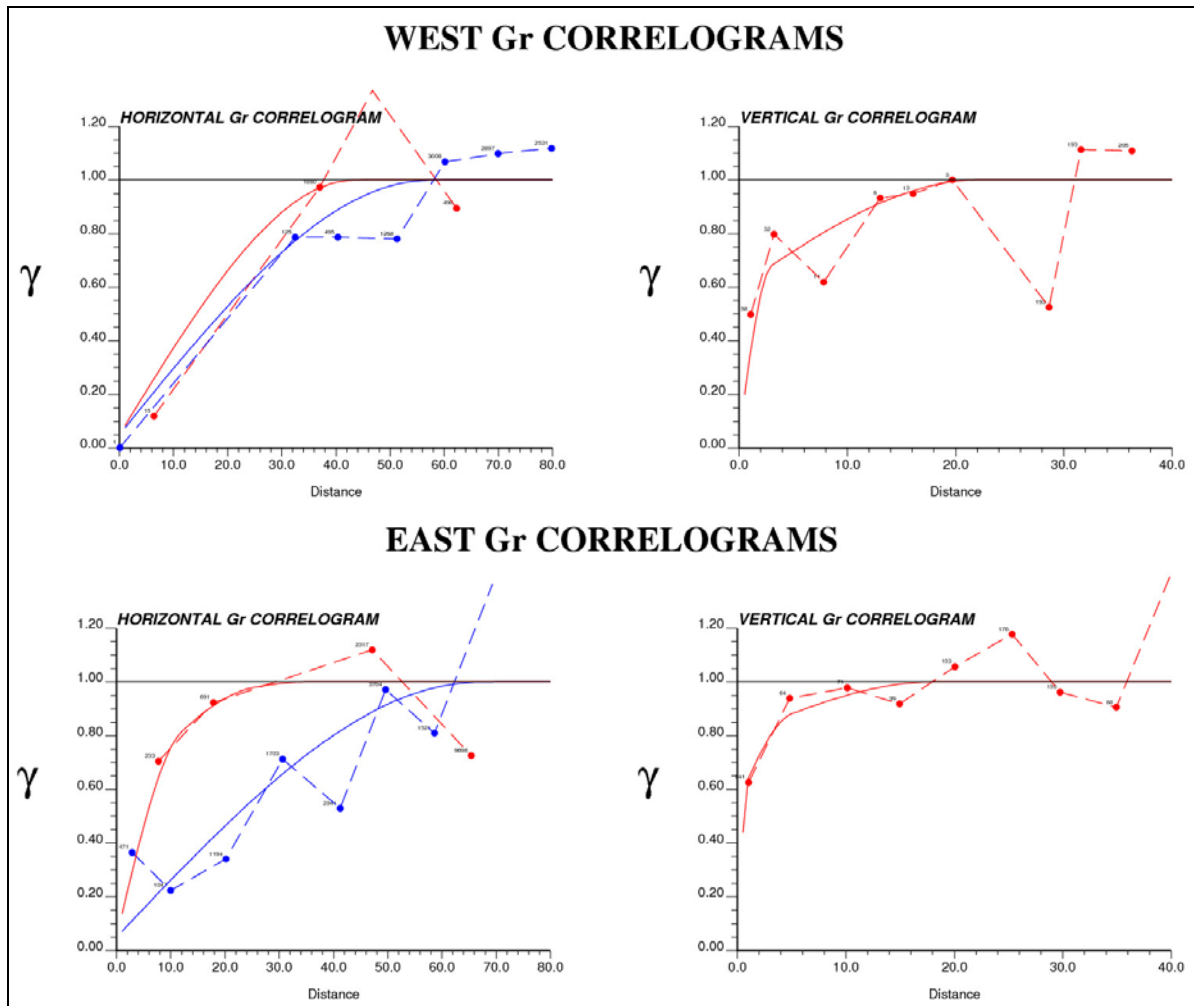 WEST Gr CORRELOGRAMS
HORIZONTAL Gr CORRELOGRAM
1.20
1.00
0.80
0.60
0.40
0.20
0.00
γ
0.0 10.0 20.0 30.0 40.0 50.0 60.0 70.0 80.0
Distance
VERTICAL Gr CORRELOGRAM
1.20
1.00
0.80
0.60
0.40
0.20
0.00
γ
0.0 10.0 20.0 30.0 40.0
Distance
EAST Gr CORRELOGRAMS
HORIZONTAL Gr CORRELOGRAM
1.20
1.00
0.80
0.60
0.40
0.20
0.00
γ
0.0 10.0 20.0 30.0 40.0 50.0 60.0 70.0 80.0
Distance
VERTICAL Gr CORRELOGRAM
1.20
1.00
0.80
0.60
0.40
0.20
0.00
γ
0.0 10.0 20.0 30.0 40.0
Distance